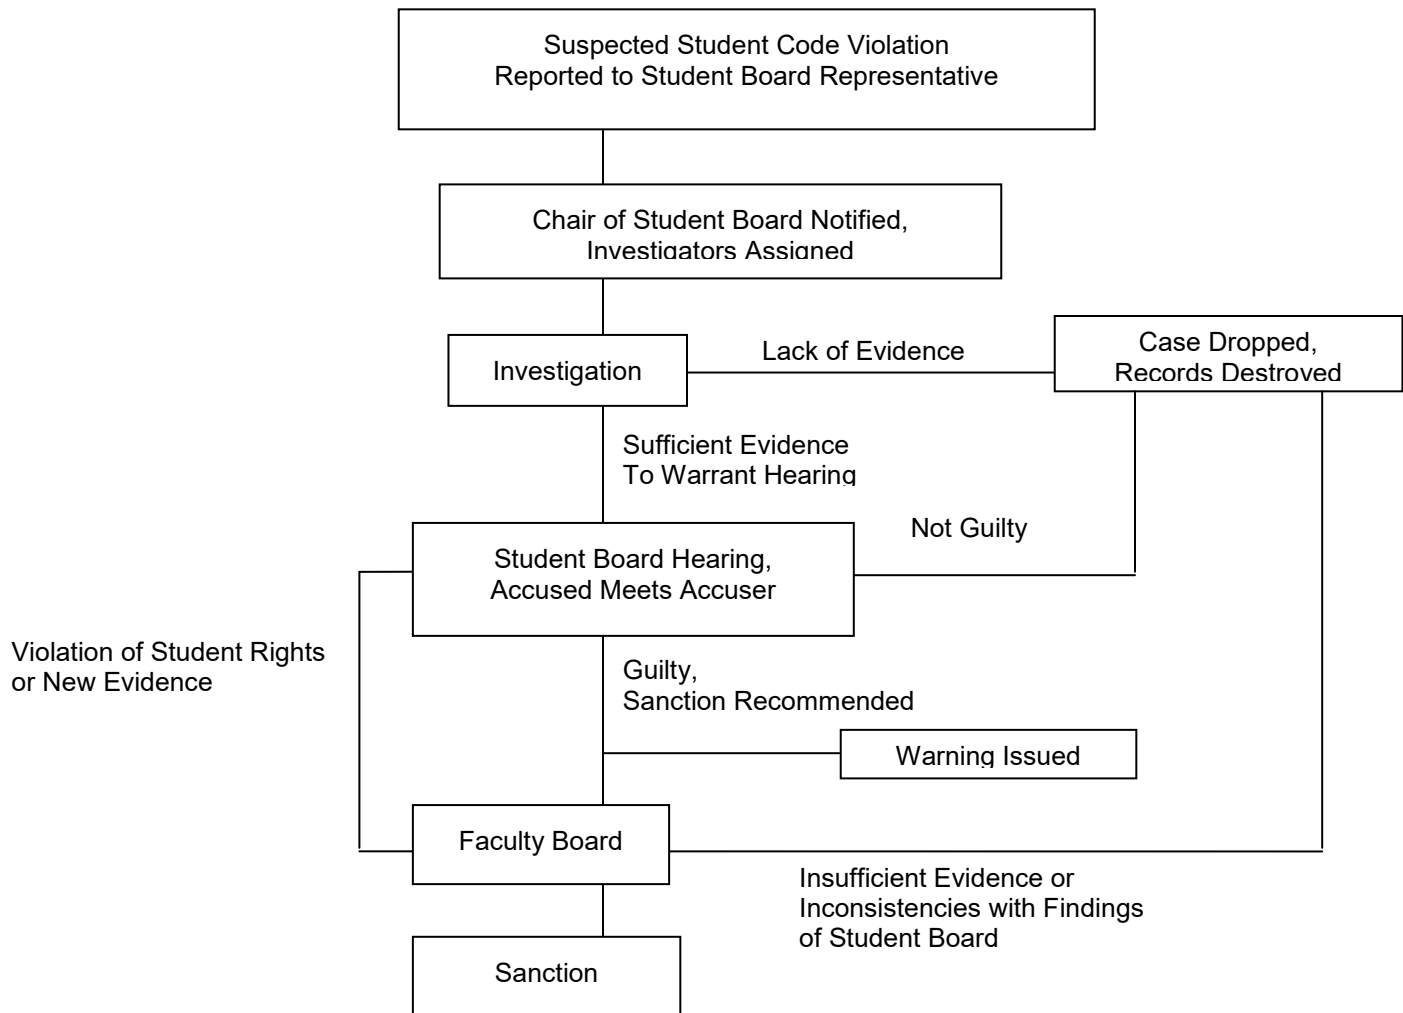 Suspected Student Code Violation
Reported to Student Board Representative
Chair of Student Board Notified,
Investigators Assigned
Investigation
Lack of Evidence
Case Dropped,
Records Destroyed
Sufficient Evidence
To Warrant Hearing
Not Guilty
Student Board Hearing,
Accused Meets Accuser
Violation of Student Rights
or New Evidence
Guilty,
Sanction Recommended
Warning Issued
Faculty Board
Insufficient Evidence or
Inconsistencies with Findings
of Student Board
Sanction